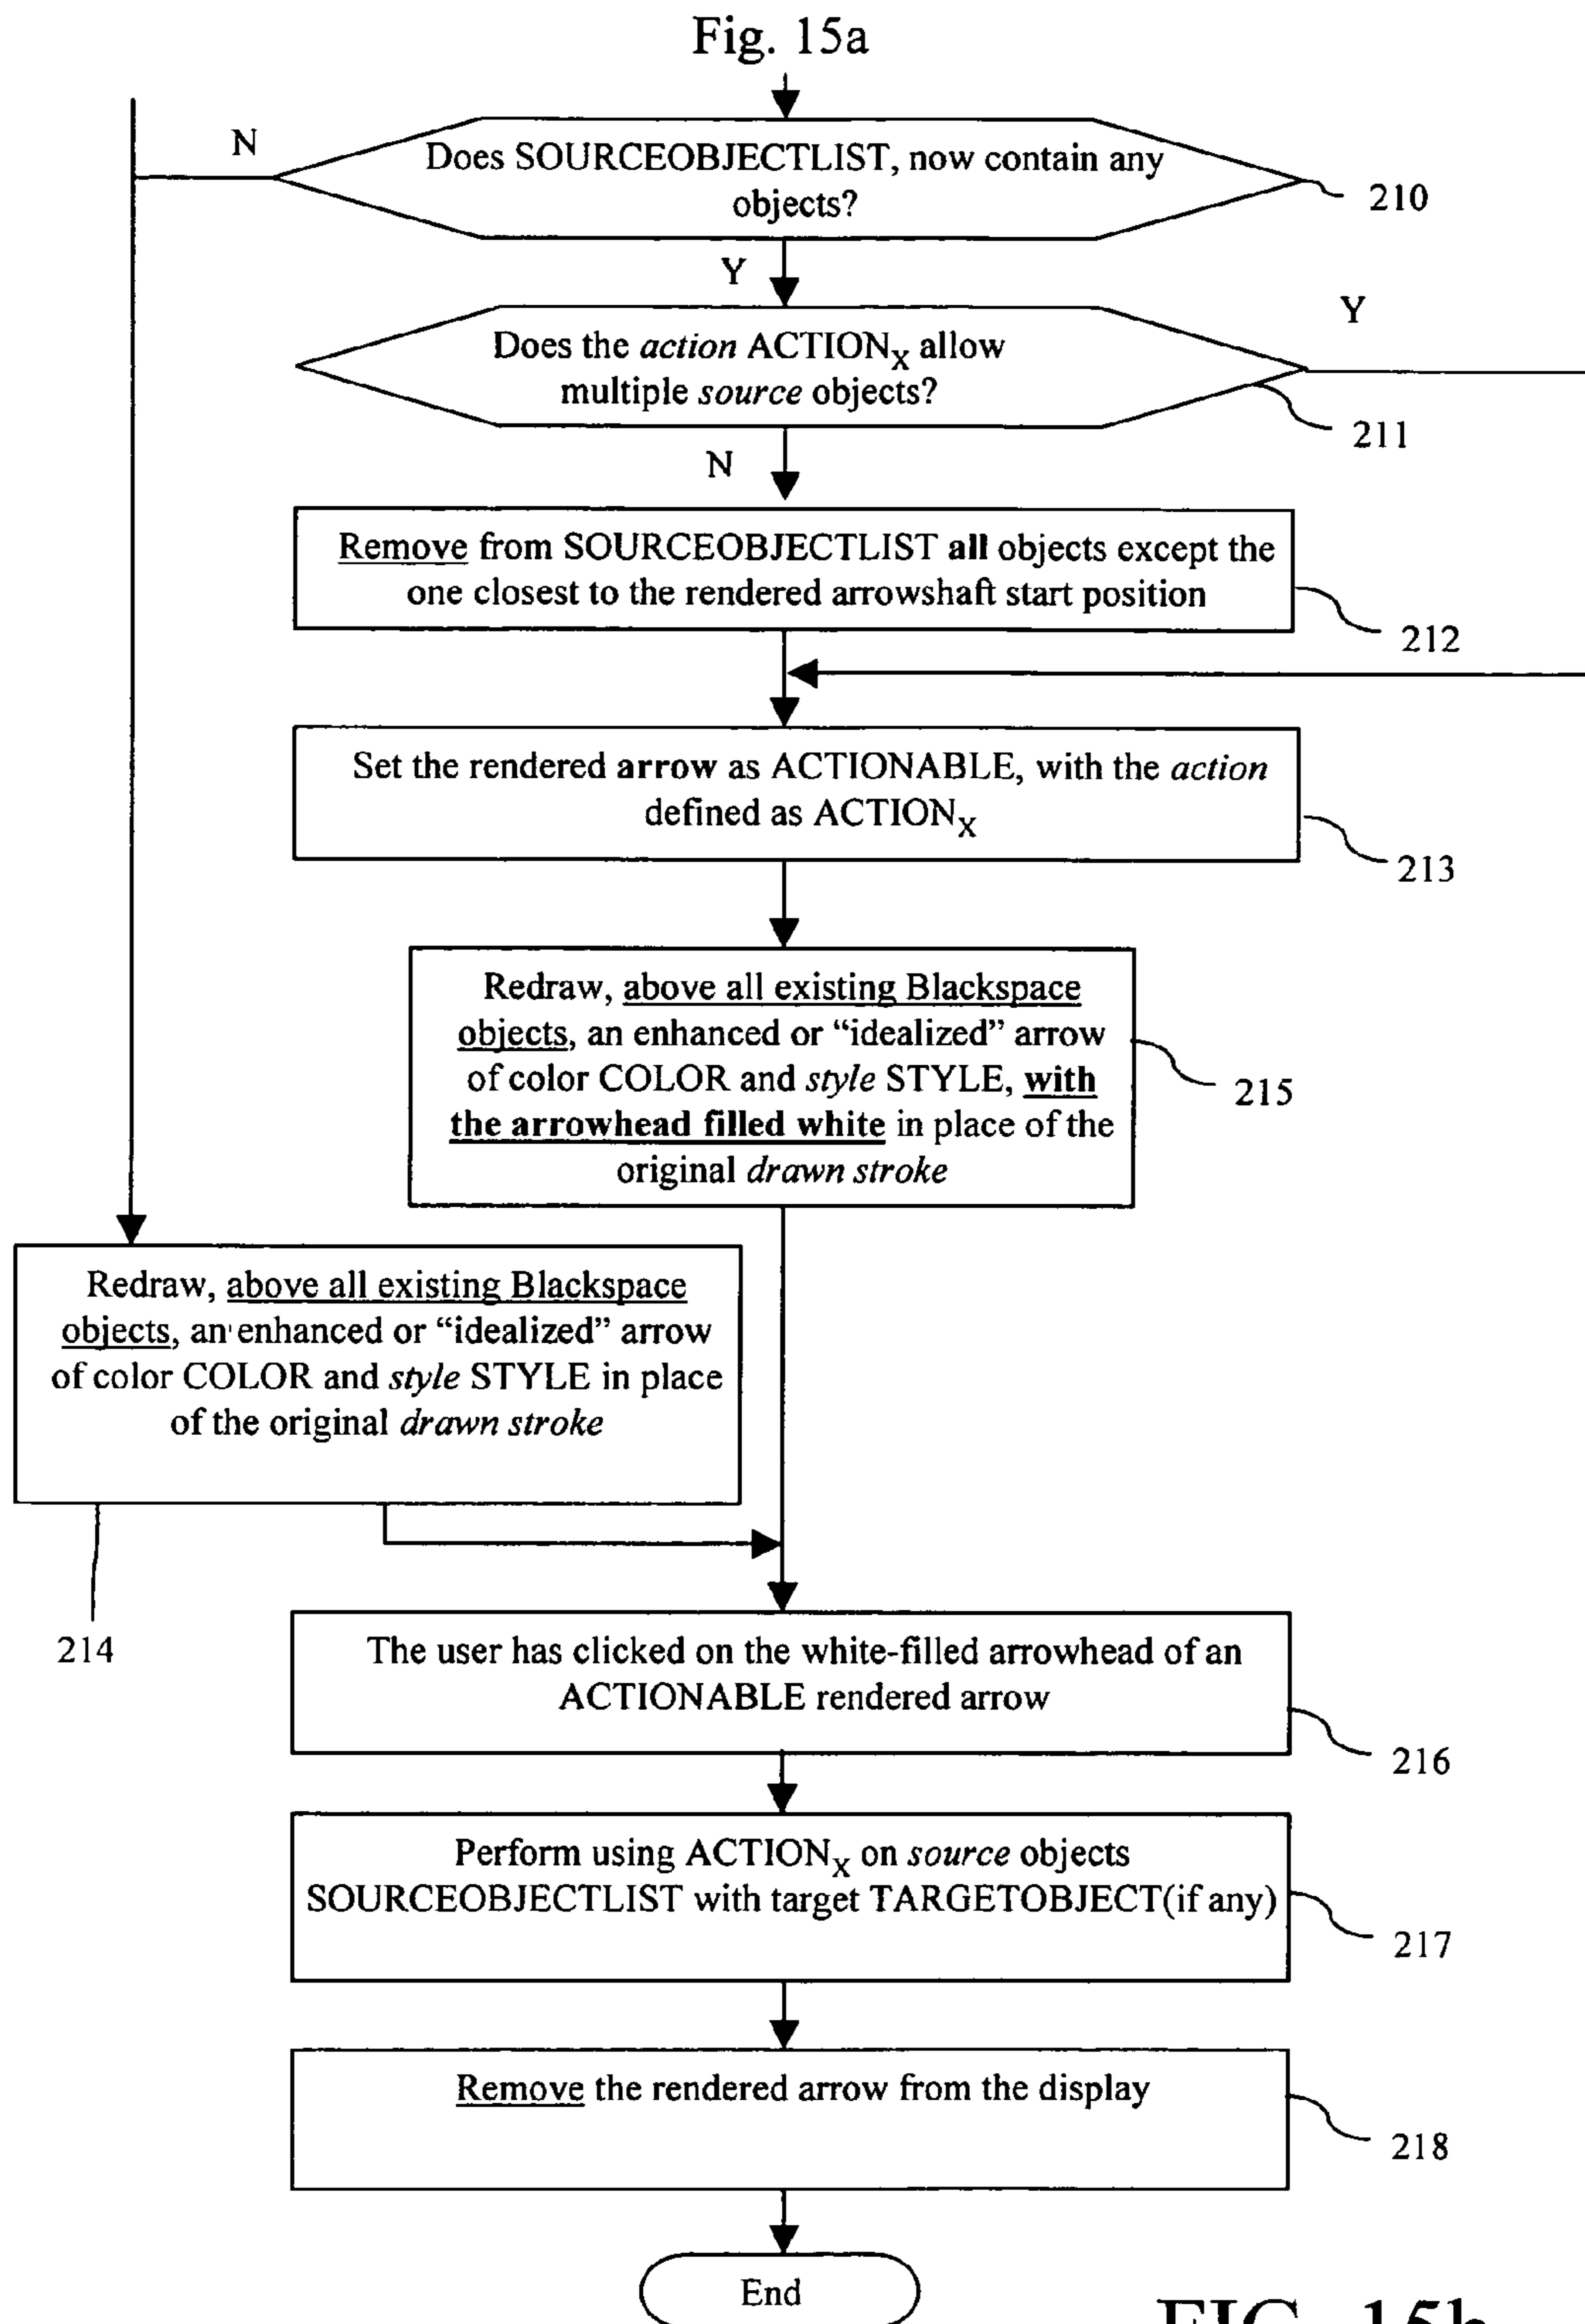 Fig. 15a
N
Does SOURCEOBJECTLIST, now contain any
objects?
210
Y
Y
Does the action ACTIONX allow
multiple source objects?
211
N
Remove from SOURCEOBJECTLIST all objects except the
one closest to the rendered arrowshaft start position
212
Set the rendered arrow as ACTIONABLE, with the action
defined as ACTIONX
213
Redraw, above all existing Blackspace
objects, an enhanced or “idealized” arrow
of color COLOR and style STYLE, with
the arrowhead filled white in place of the
original drawn stroke
215
Redraw, above all existing Blackspace
objects, an enhanced or “idealized” arrow
of color COLOR and style STYLE in place
of the original drawn stroke
214
The user has clicked on the white-filled arrowhead of an
ACTIONABLE rendered arrow
216
Perform using ACTIONX on source objects
SOURCEOBJECTLIST with target TARGETOBJECT(if any)
217
Remove the rendered arrow from the display
218
End
FIG. 15b